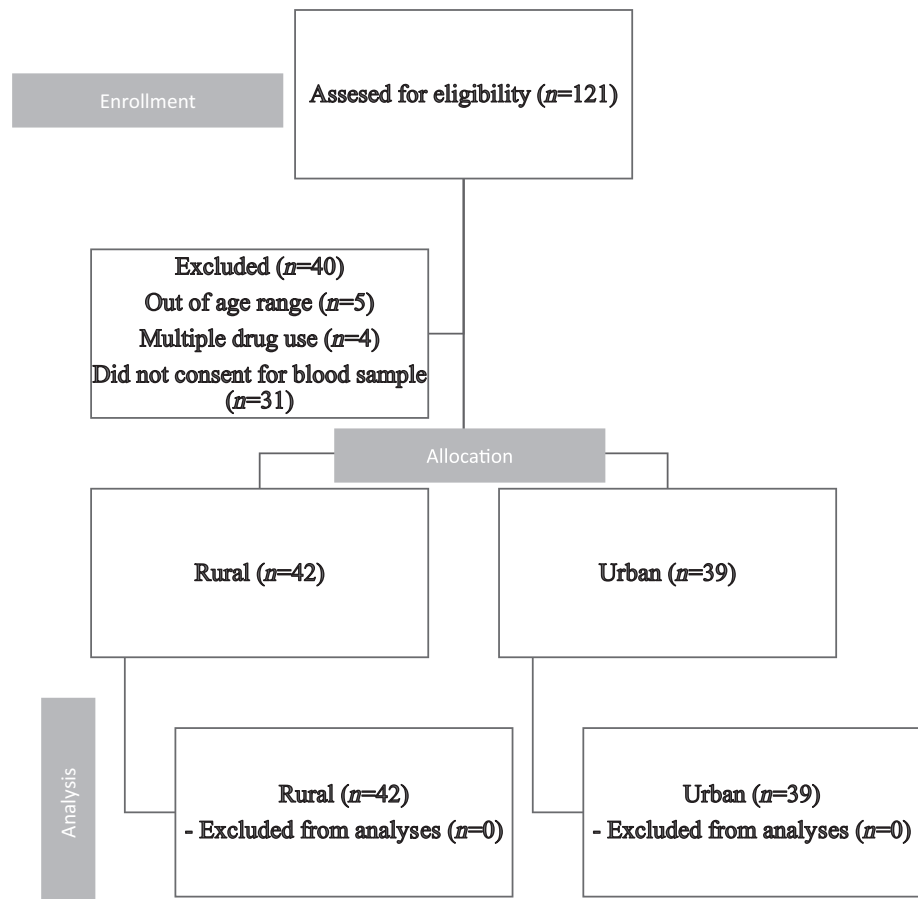 Enrollment
Assesed for eligibility (n=121)
Excluded (n=40)
Out of age range (n=5)
Multiple drug use (n=4)
Did not consent for blood sample
(n=31)
Allocation
Rural (n=42)
Urban (n=39)
Analysis
Rural (n=42)
- Excluded from analyses (n=0)
Urban (n=39)
- Excluded from analyses (n=0)